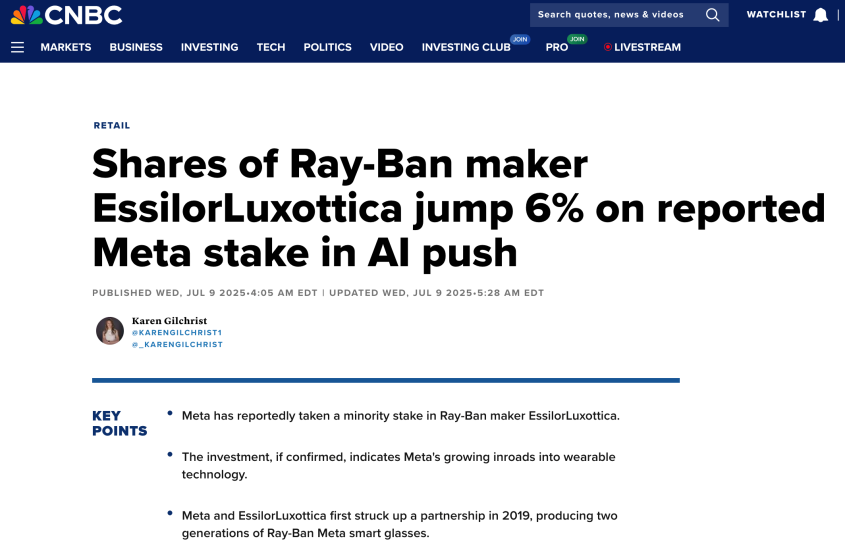 CNBC
Search quotes, news & videos
WATCHLIST
MARKETS BUSINESS INVESTING TECH POLITICS VIDEO INVESTING CLUB JOIN PRO JOIN LIVESTREAM
RETAIL
Shares of Ray-Ban maker
EssilorLuxottica jump 6% on reported
Meta stake in AI push
PUBLISHED WED, JUL 9 2025•4:05 AM EDT | UPDATED WED, JUL 9 2025•5:28 AM EDT
Karen Gilchrist
@KARENGILCHRIST1
@_KARENGILCHRIST
KEY
POINTS
• Meta has reportedly taken a minority stake in Ray-Ban maker EssilorLuxottica.
• The investment, if confirmed, indicates Meta's growing inroads into wearable
technology.
• Meta and EssilorLuxottica first struck up a partnership in 2019, producing two
generations of Ray-Ban Meta smart glasses.